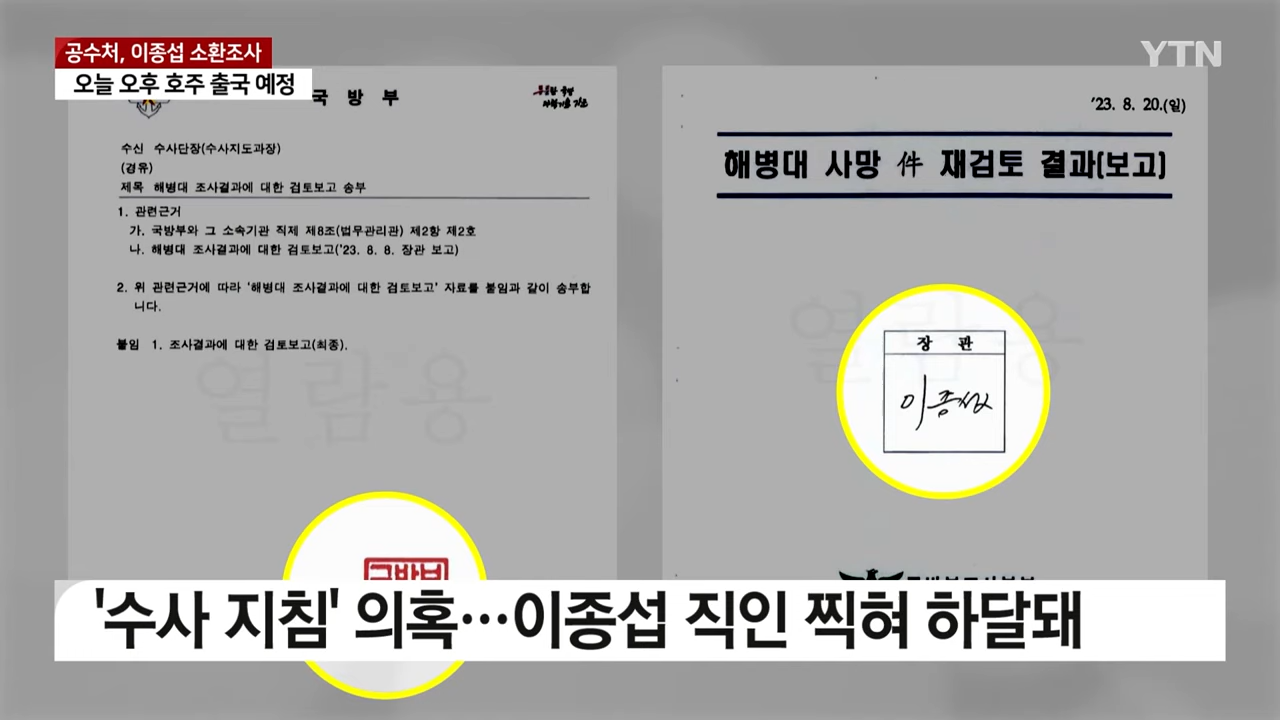 공수처, 이종섭 소환조사
오늘 오후 호주 출국 예정
YTN
국 방 부
수신 수사단장(수사지도과장)
(경유)
제목 해병대 조사결과에 대한 검토보고 송부
1. 관련근거
가. 국방부와 그 소속기관 직제 제8조(법무관리관) 제2항 제2호
나. 해병대 조사결과에 대한 검토보고('23. 8. 8. 장관 보고)
2. 위 관련근거에 따라 '해병대 조사결과에 대한 검토보고' 자료를 붙임과 같이 송부합
니다.
붙임 1. 조사결과에 대한 검토보고(최종).
열람용
'23. 8. 20.(일)
해병대 사망 件 재검토 결과(보고)
열람용
장 관
이종섭
국방부
'수사 지침' 의혹…이종섭 직인 찍혀 하달돼